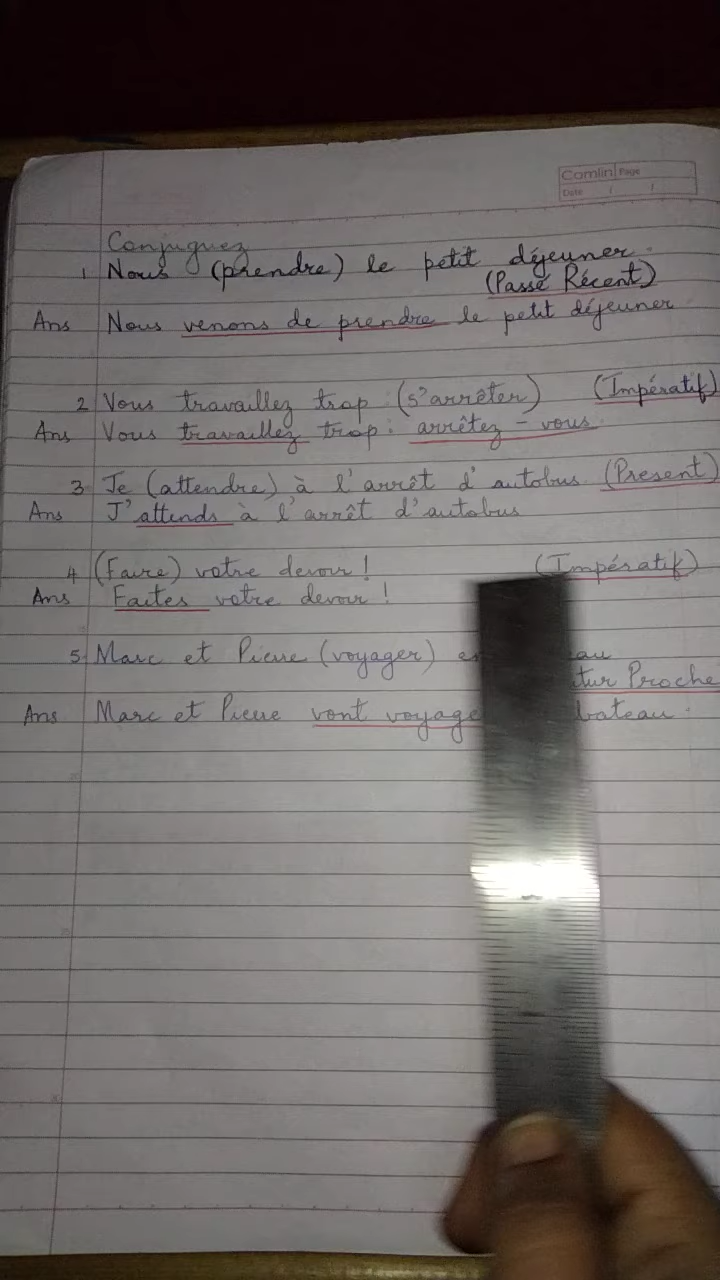 Camlin Page
Date / /
Conjuguez
1 Nous (prendre) le petit déjeuner.
(Passé Récent)
Ans Nous venons de prendre le petit déjeuner
2 Vous travaillez trop : (s'arrêter) (Impératif)
Ans Vous travaillez trop : arrêtez - vous.
3 Je (attendre) à l'arrêt d'autobus. (Present)
Ans J'attends à l'arrêt d'autobus
4 (Faire) votre devoir ! (Impératif)
Ans Faites votre devoir !
5 Marc et Pierre (voyager)
Proche
Ans Marc et Pierre vont bateau.